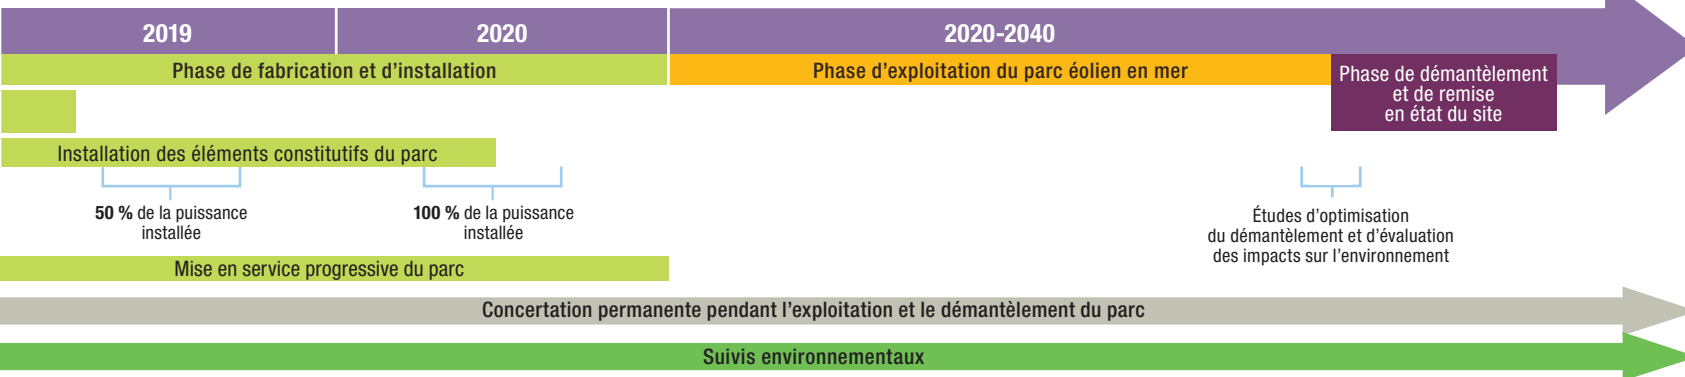 2019
2020
2020-2040
Phase de fabrication et d'installation
Phase d'exploitation du parc éolien en mer
Phase de démantèlement
et de remise
en état du site
Installation des éléments constitutifs du parc
50 % de la puissance
installée
100 % de la puissance
installée
Études d'optimisation
du démantèlement et d'évaluation
des impacts sur l'environnement
Mise en service progressive du parc
Concertation permanente pendant l'exploitation et le démantèlement du parc
Suivis environnementaux